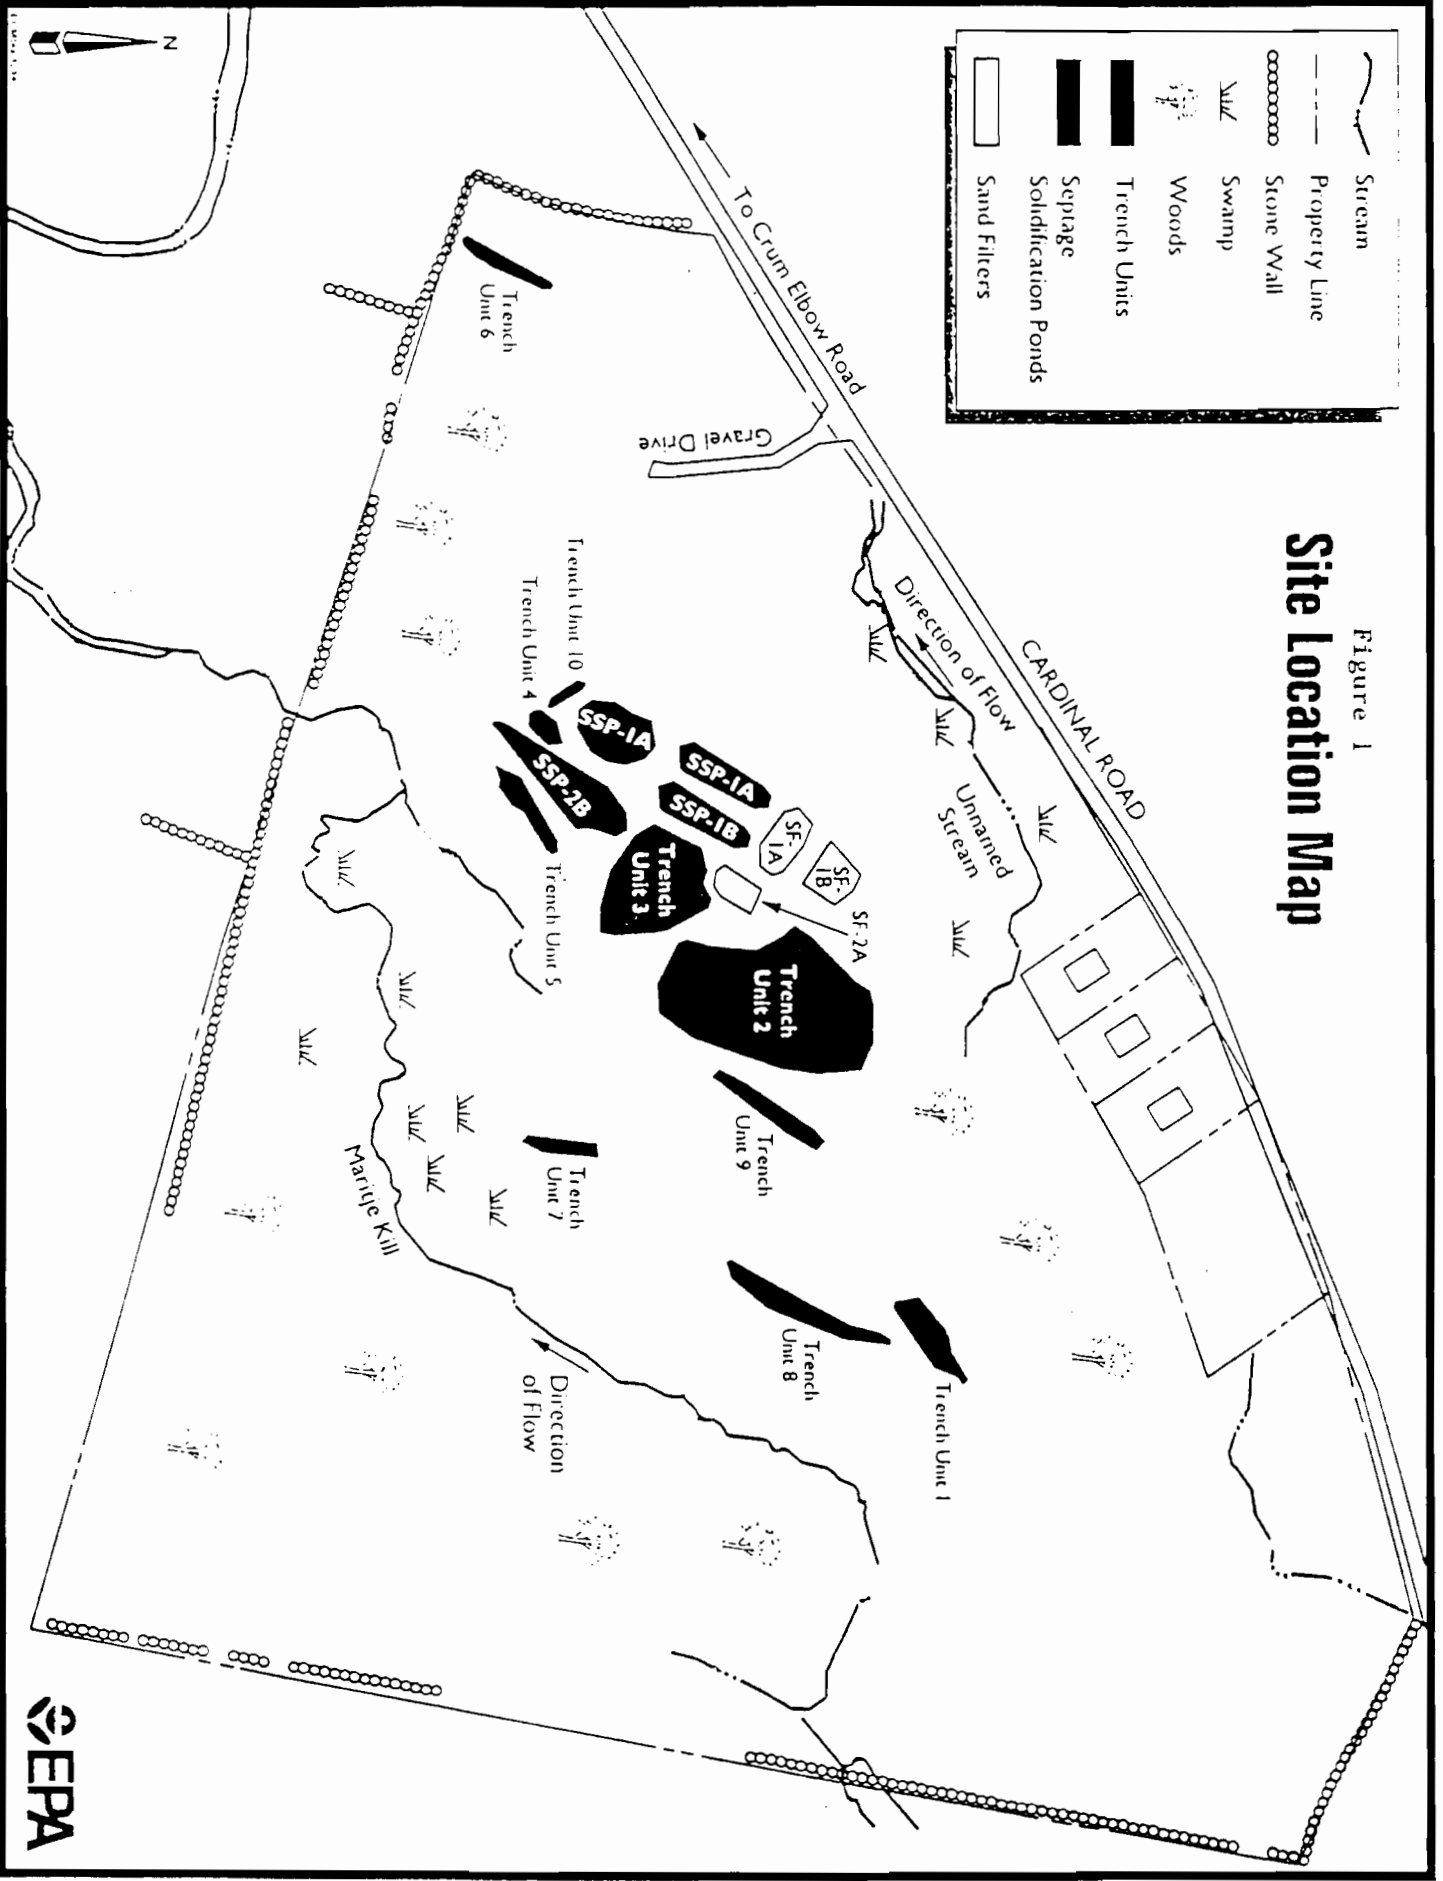 Figure 1
Site Location Map
Stream
Property Line
Stone Wall
Swamp
Woods
Trench Units
Septage
Solidification Ponds
Sand Filters
N
To Crum Elbow Road
CARDINAL ROAD
Gravel Drive
Direction of Flow
Unnamed
Stream
Trench
Unit 6
Trench Unit 10
Trench Unit 4
SSP-1A
SSP-2B
SSP-1A
SSP-1B
SF-
1A
SF-
1B
SF-2A
Trench
Unit 3
Trench Unit 5
Trench
Unit 2
Trench
Unit 9
Trench
Unit 7
Trench
Unit 8
Trench Unit 1
Maritje Kill
Direction
of Flow
EPA